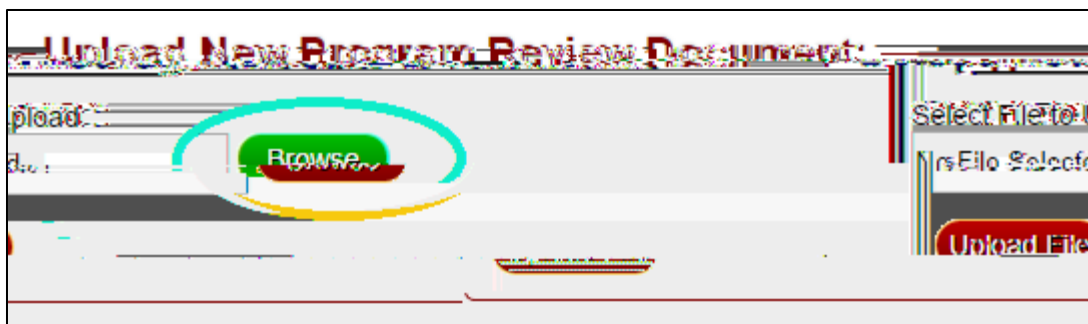 Upload New Program Review Document:
pload:
Select File to U
d..
Browse
No File Selecte
Upload File